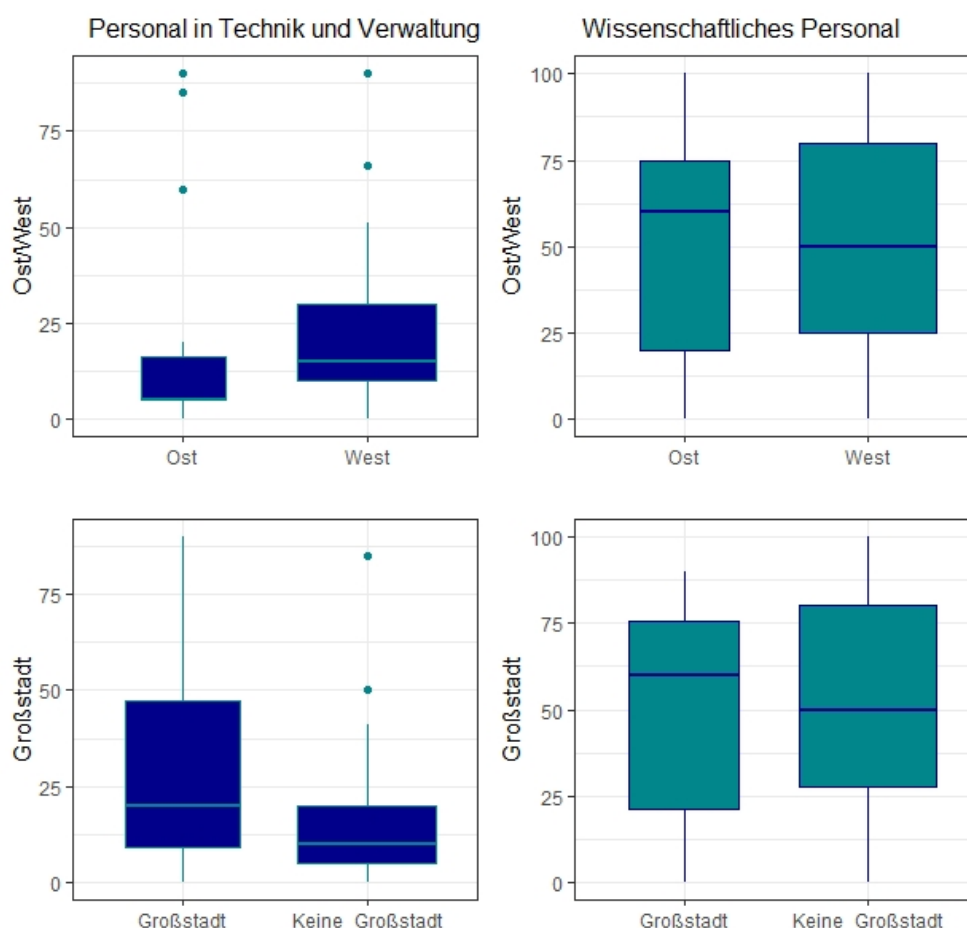 Personal in Technik und Verwaltung
Wissenschaftliches Personal
Ost/West
75
50
25
0
Ost West
Ost/West
100
75
50
25
0
Ost West
Großstadt
75
50
25
0
Großstadt Keine Großstadt
Großstadt
100
75
50
25
0
Großstadt Keine Großstadt